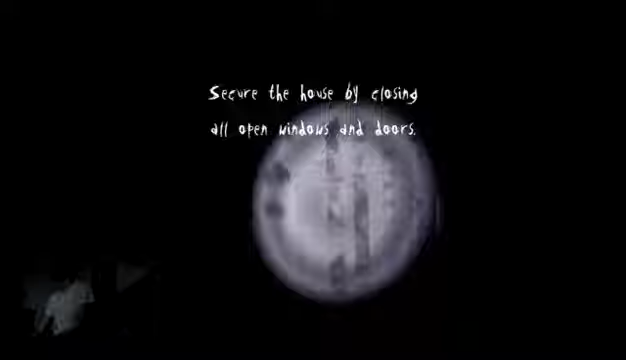 Secure the house by closing
all open windows and doors.